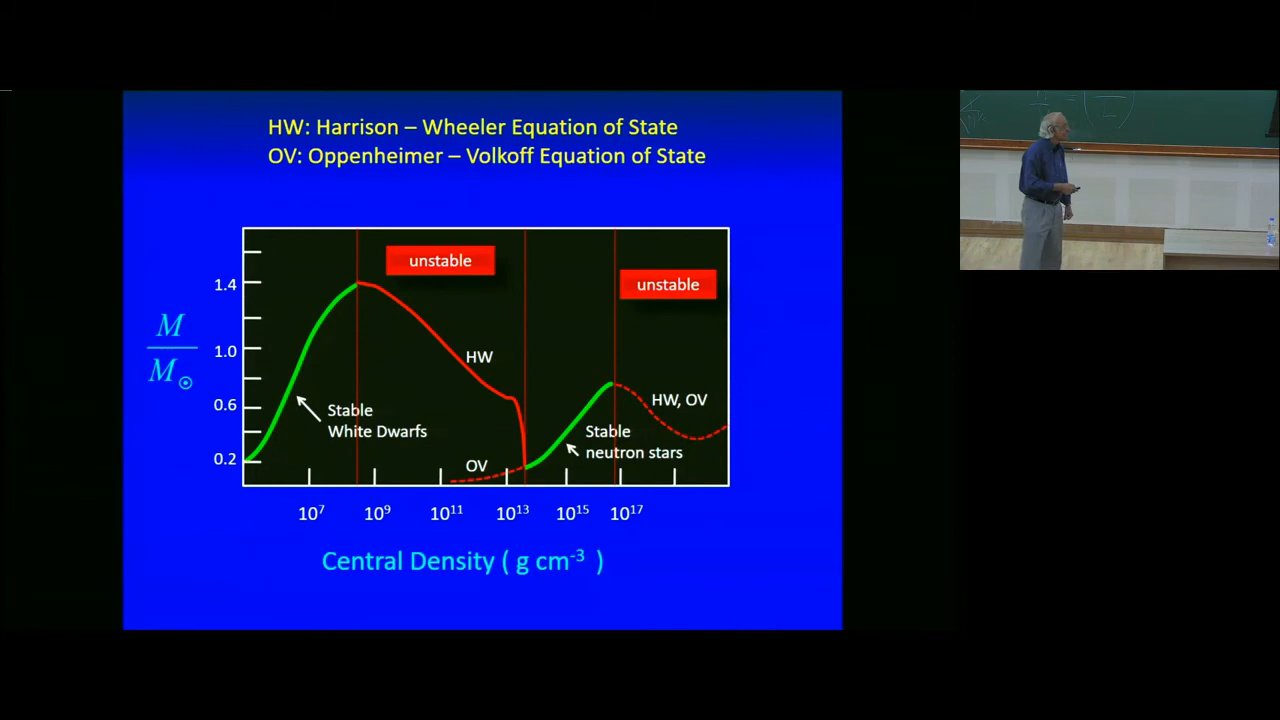 HW: Harrison – Wheeler Equation of State
OV: Oppenheimer – Volkoff Equation of State
unstable
unstable
1.4
1.0
0.6
0.2
M
M☉
HW
HW, OV
Stable
White Dwarfs
Stable
neutron stars
OV
10⁷ 10⁹ 10¹¹ 10¹³ 10¹⁵ 10¹⁷
Central Density ( g cm⁻³ )